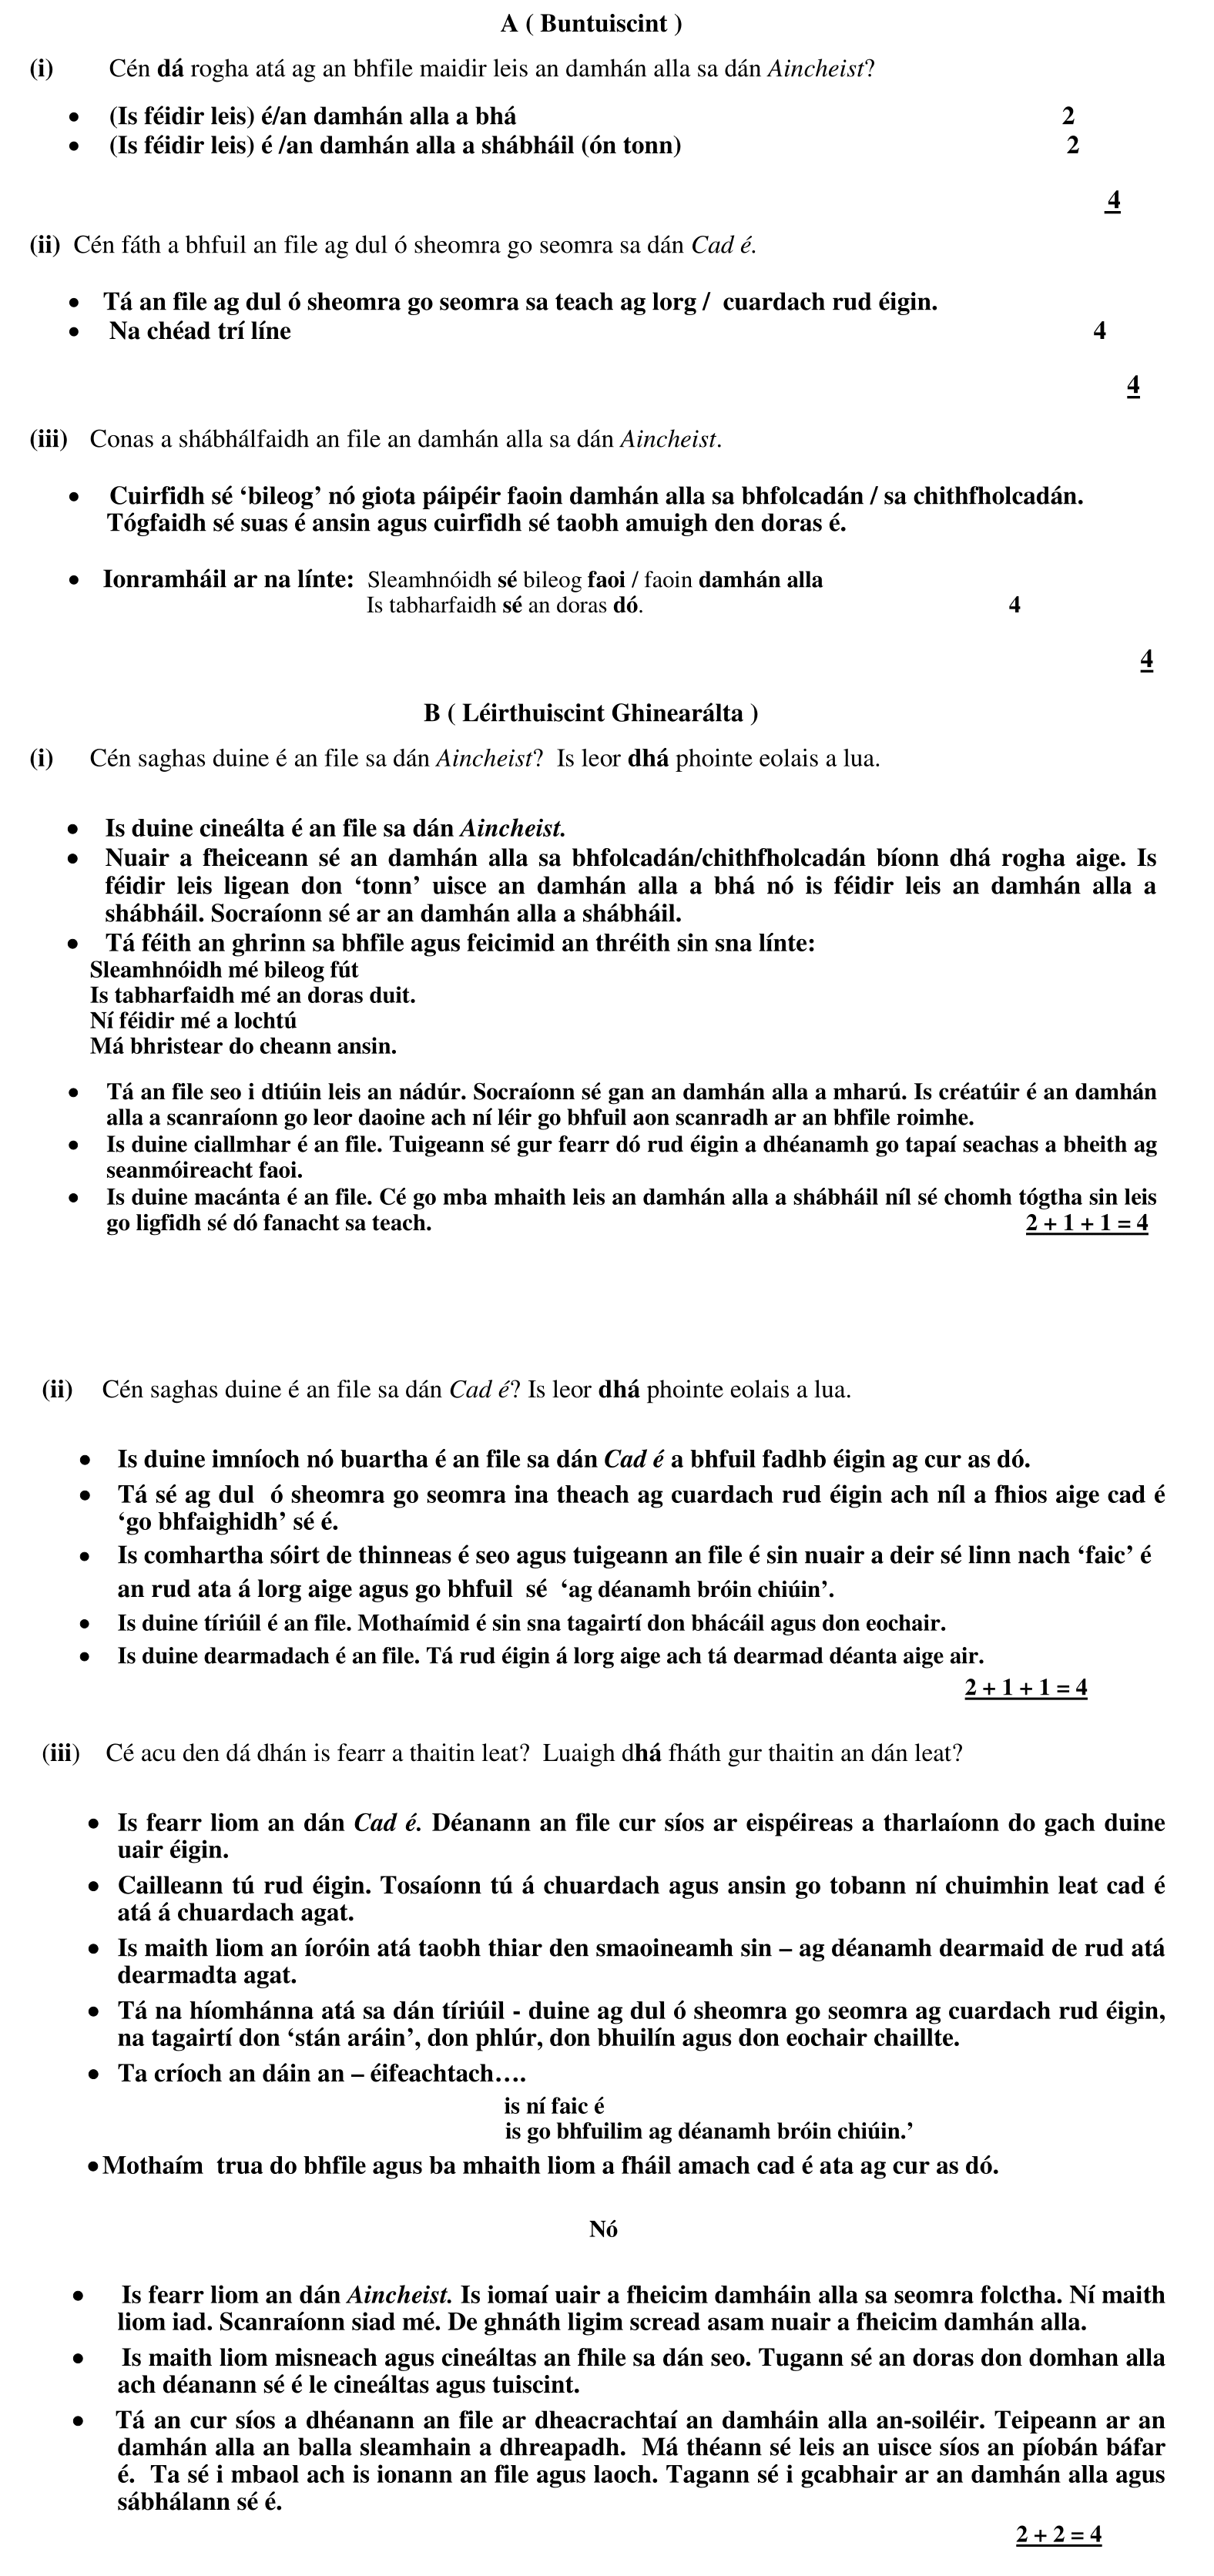 A ( Buntuiscint )
(i) Cén dá rogha atá ag an bhfile maidir leis an damhán alla sa dán Aincheist?
• (Is féidir leis) é/an damhán alla a bhá 2
• (Is féidir leis) é /an damhán alla a shábháil (ón tonn) 2
4
(ii) Cén fáth a bhfuil an file ag dul ó sheomra go seomra sa dán Cad é.
• Tá an file ag dul ó sheomra go seomra sa teach ag lorg / cuardach rud éigin.
• Na chéad trí líne 4
4
(iii) Conas a shábhálfaidh an file an damhán alla sa dán Aincheist.
• Cuirfidh sé ‘bileog’ nó giota páipéir faoin damhán alla sa bhfolcadán / sa chithfholcadán.
Tógfaidh sé suas é ansin agus cuirfidh sé taobh amuigh den doras é.
• Ionramháil ar na línte: Sleamhnóidh sé bileog faoi / faoin damhán alla
Is tabharfaidh sé an doras dó. 4
4
B ( Léirthuiscint Ghinearálta )
(i) Cén saghas duine é an file sa dán Aincheist? Is leor dhá phointe eolais a lua.
• Is duine cineálta é an file sa dán Aincheist.
• Nuair a fheiceann sé an damhán alla sa bhfolcadán/chithfholcadán bíonn dhá rogha aige. Is
féidir leis ligean don ‘tonn’ uisce an damhán alla a bhá nó is féidir leis an damhán alla a
shábháil. Socraíonn sé ar an damhán alla a shábháil.
• Tá féith an ghrinn sa bhfile agus feicimid an thréith sin sna línte:
Sleamhnóidh mé bileog fút
Is tabharfaidh mé an doras duit.
Ní féidir mé a lochtú
Má bhristear do cheann ansin.
• Tá an file seo i dtiúin leis an nádúr. Socraíonn sé gan an damhán alla a mharú. Is créatúir é an damhán
alla a scanraíonn go leor daoine ach ní léir go bhfuil aon scanradh ar an bhfile roimhe.
• Is duine ciallmhar é an file. Tuigeann sé gur fearr dó rud éigin a dhéanamh go tapaí seachas a bheith ag
seanmóireacht faoi.
• Is duine macánta é an file. Cé go mba mhaith leis an damhán alla a shábháil níl sé chomh tógtha sin leis
go ligfidh sé dó fanacht sa teach. 2 + 1 + 1 = 4
(ii) Cén saghas duine é an file sa dán Cad é? Is leor dhá phointe eolais a lua.
• Is duine imníoch nó buartha é an file sa dán Cad é a bhfuil fadhb éigin ag cur as dó.
• Tá sé ag dul ó sheomra go seomra ina theach ag cuardach rud éigin ach níl a fhios aige cad é
‘go bhfaighidh’ sé é.
• Is comhartha sóirt de thinneas é seo agus tuigeann an file é sin nuair a deir sé linn nach ‘faic’ é
an rud ata á lorg aige agus go bhfuil sé ‘ag déanamh bróin chiúin’.
• Is duine tíriúil é an file. Mothaímid é sin sna tagairtí don bhácáil agus don eochair.
• Is duine dearmadach é an file. Tá rud éigin á lorg aige ach tá dearmad déanta aige air.
2 + 1 + 1 = 4
(iii) Cé acu den dá dhán is fearr a thaitin leat? Luaigh dhá fháth gur thaitin an dán leat?
• Is fearr liom an dán Cad é. Déanann an file cur síos ar eispéireas a tharlaíonn do gach duine
uair éigin.
• Cailleann tú rud éigin. Tosaíonn tú á chuardach agus ansin go tobann ní chuimhin leat cad é
atá á chuardach agat.
• Is maith liom an íoróin atá taobh thiar den smaoineamh sin – ag déanamh dearmaid de rud atá
dearmadta agat.
• Tá na híomhánna atá sa dán tíriúil - duine ag dul ó sheomra go seomra ag cuardach rud éigin,
na tagairtí don ‘stán aráin’, don phlúr, don bhuilín agus don eochair chaillte.
• Ta críoch an dáin an – éifeachtach….
is ní faic é
is go bhfuilim ag déanamh bróin chiúin.’
• Mothaím trua do bhfile agus ba mhaith liom a fháil amach cad é ata ag cur as dó.
Nó
• Is fearr liom an dán Aincheist. Is iomaí uair a fheicim damháin alla sa seomra folctha. Ní maith
liom iad. Scanraíonn siad mé. De ghnáth ligim scread asam nuair a fheicim damhán alla.
• Is maith liom misneach agus cineáltas an fhile sa dán seo. Tugann sé an doras don domhan alla
ach déanann sé é le cineáltas agus tuiscint.
• Tá an cur síos a dhéanann an file ar dheacrachtaí an damháin alla an-soiléir. Teipeann ar an
damhán alla an balla sleamhain a dhreapadh. Má théann sé leis an uisce síos an píobán báfar
é. Ta sé i mbaol ach is ionann an file agus laoch. Tagann sé i gcabhair ar an damhán alla agus
sábhálann sé é.
2 + 2 = 4